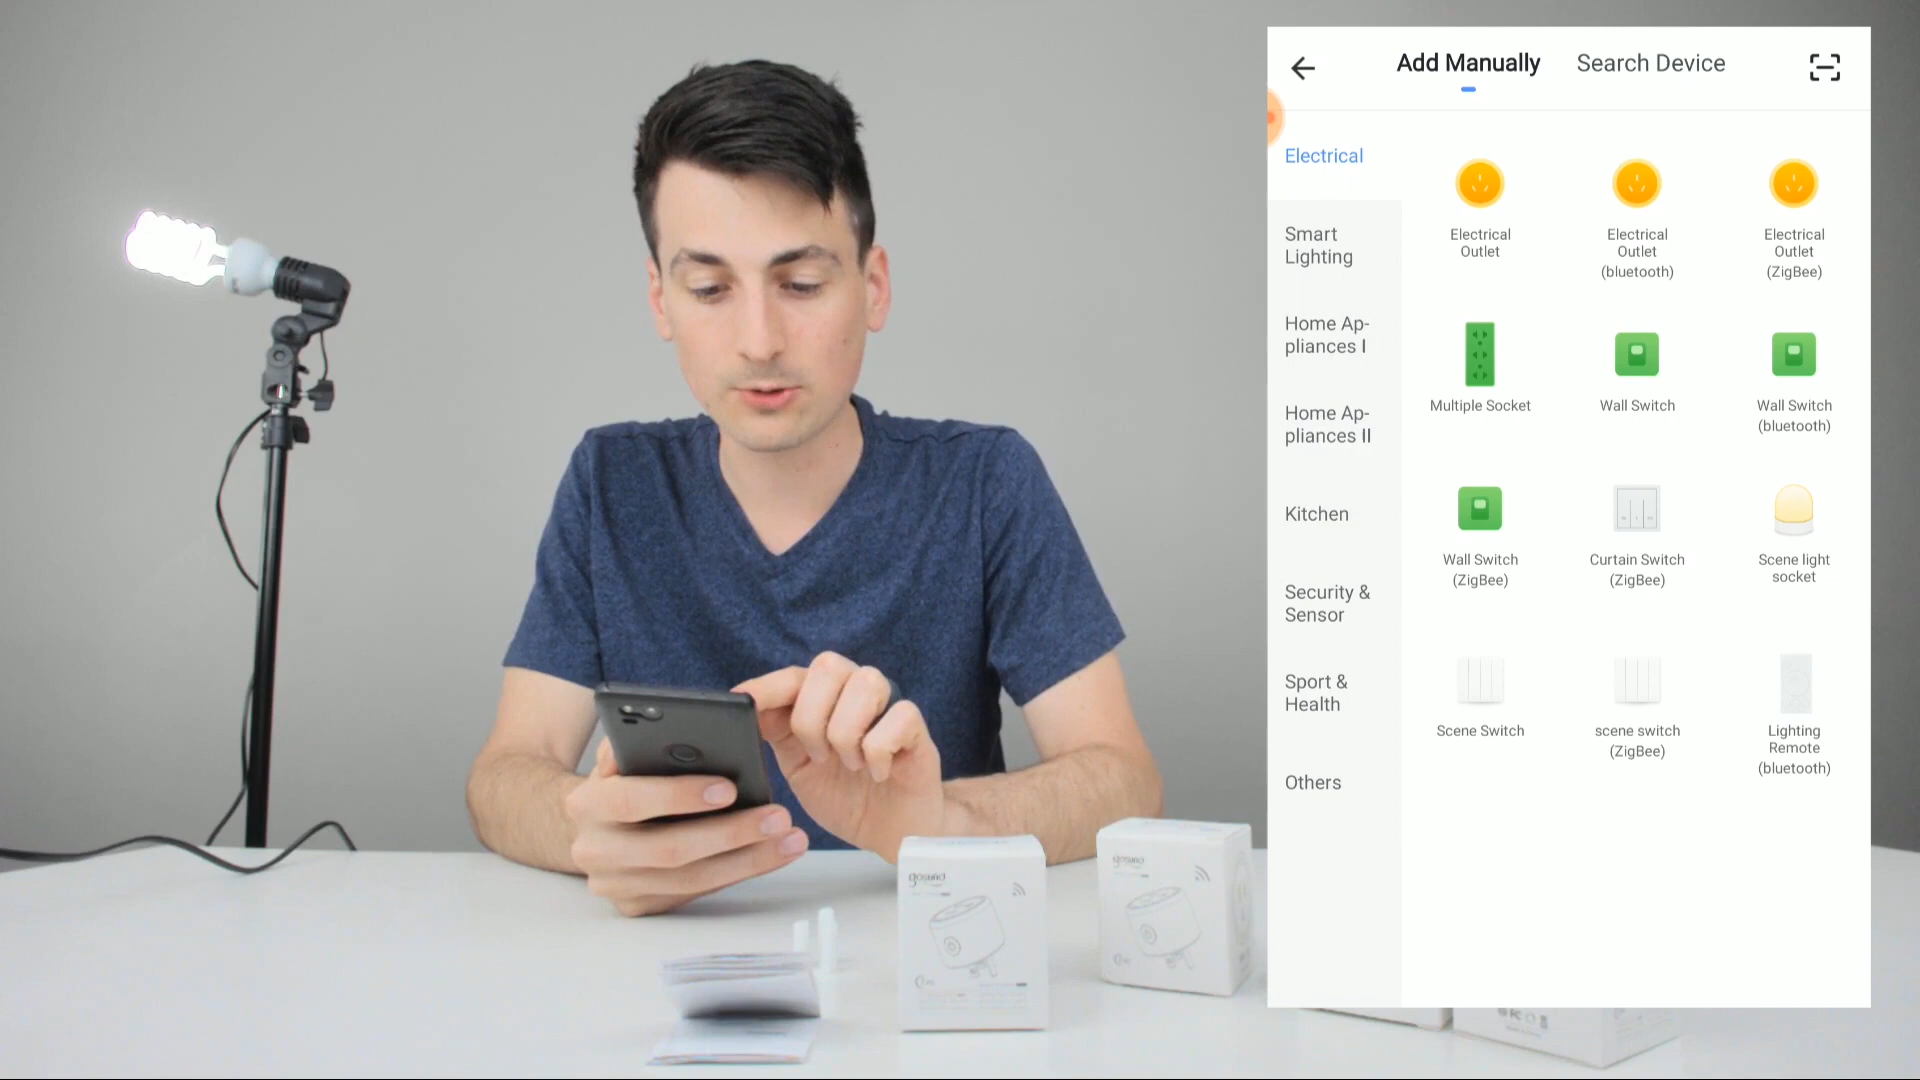 Add Manually
Search Device
Electrical
Smart
Lighting
Home Ap-
pliances I
Home Ap-
pliances II
Kitchen
Security &
Sensor
Sport &
Health
Others
Electrical
Outlet
Electrical
Outlet
(bluetooth)
Electrical
Outlet
(ZigBee)
Multiple Socket
Wall Switch
Wall Switch
(bluetooth)
Wall Switch
(ZigBee)
Curtain Switch
(ZigBee)
Scene light
socket
Scene Switch
scene switch
(ZigBee)
Lighting
Remote
(bluetooth)
gosund
gosund